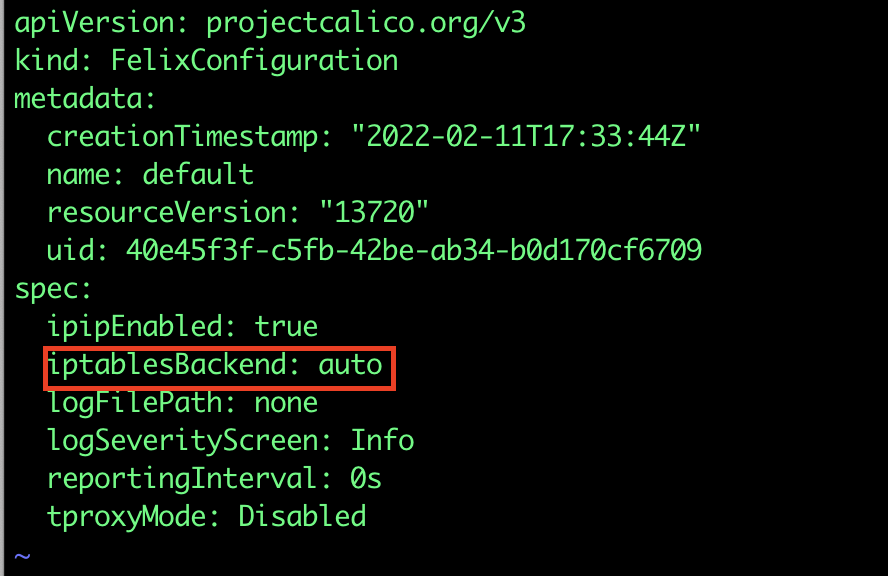 apiVersion: projectcalico.org/v3
kind: FelixConfiguration
metadata:
  creationTimestamp: "2022-02-11T17:33:44Z"
  name: default
  resourceVersion: "13720"
  uid: 40e45f3f-c5fb-42be-ab34-b0d170cf6709
spec:
  ipipEnabled: true
  iptablesBackend: auto
  logFilePath: none
  logSeverityScreen: Info
  reportingInterval: 0s
  tproxyMode: Disabled
~